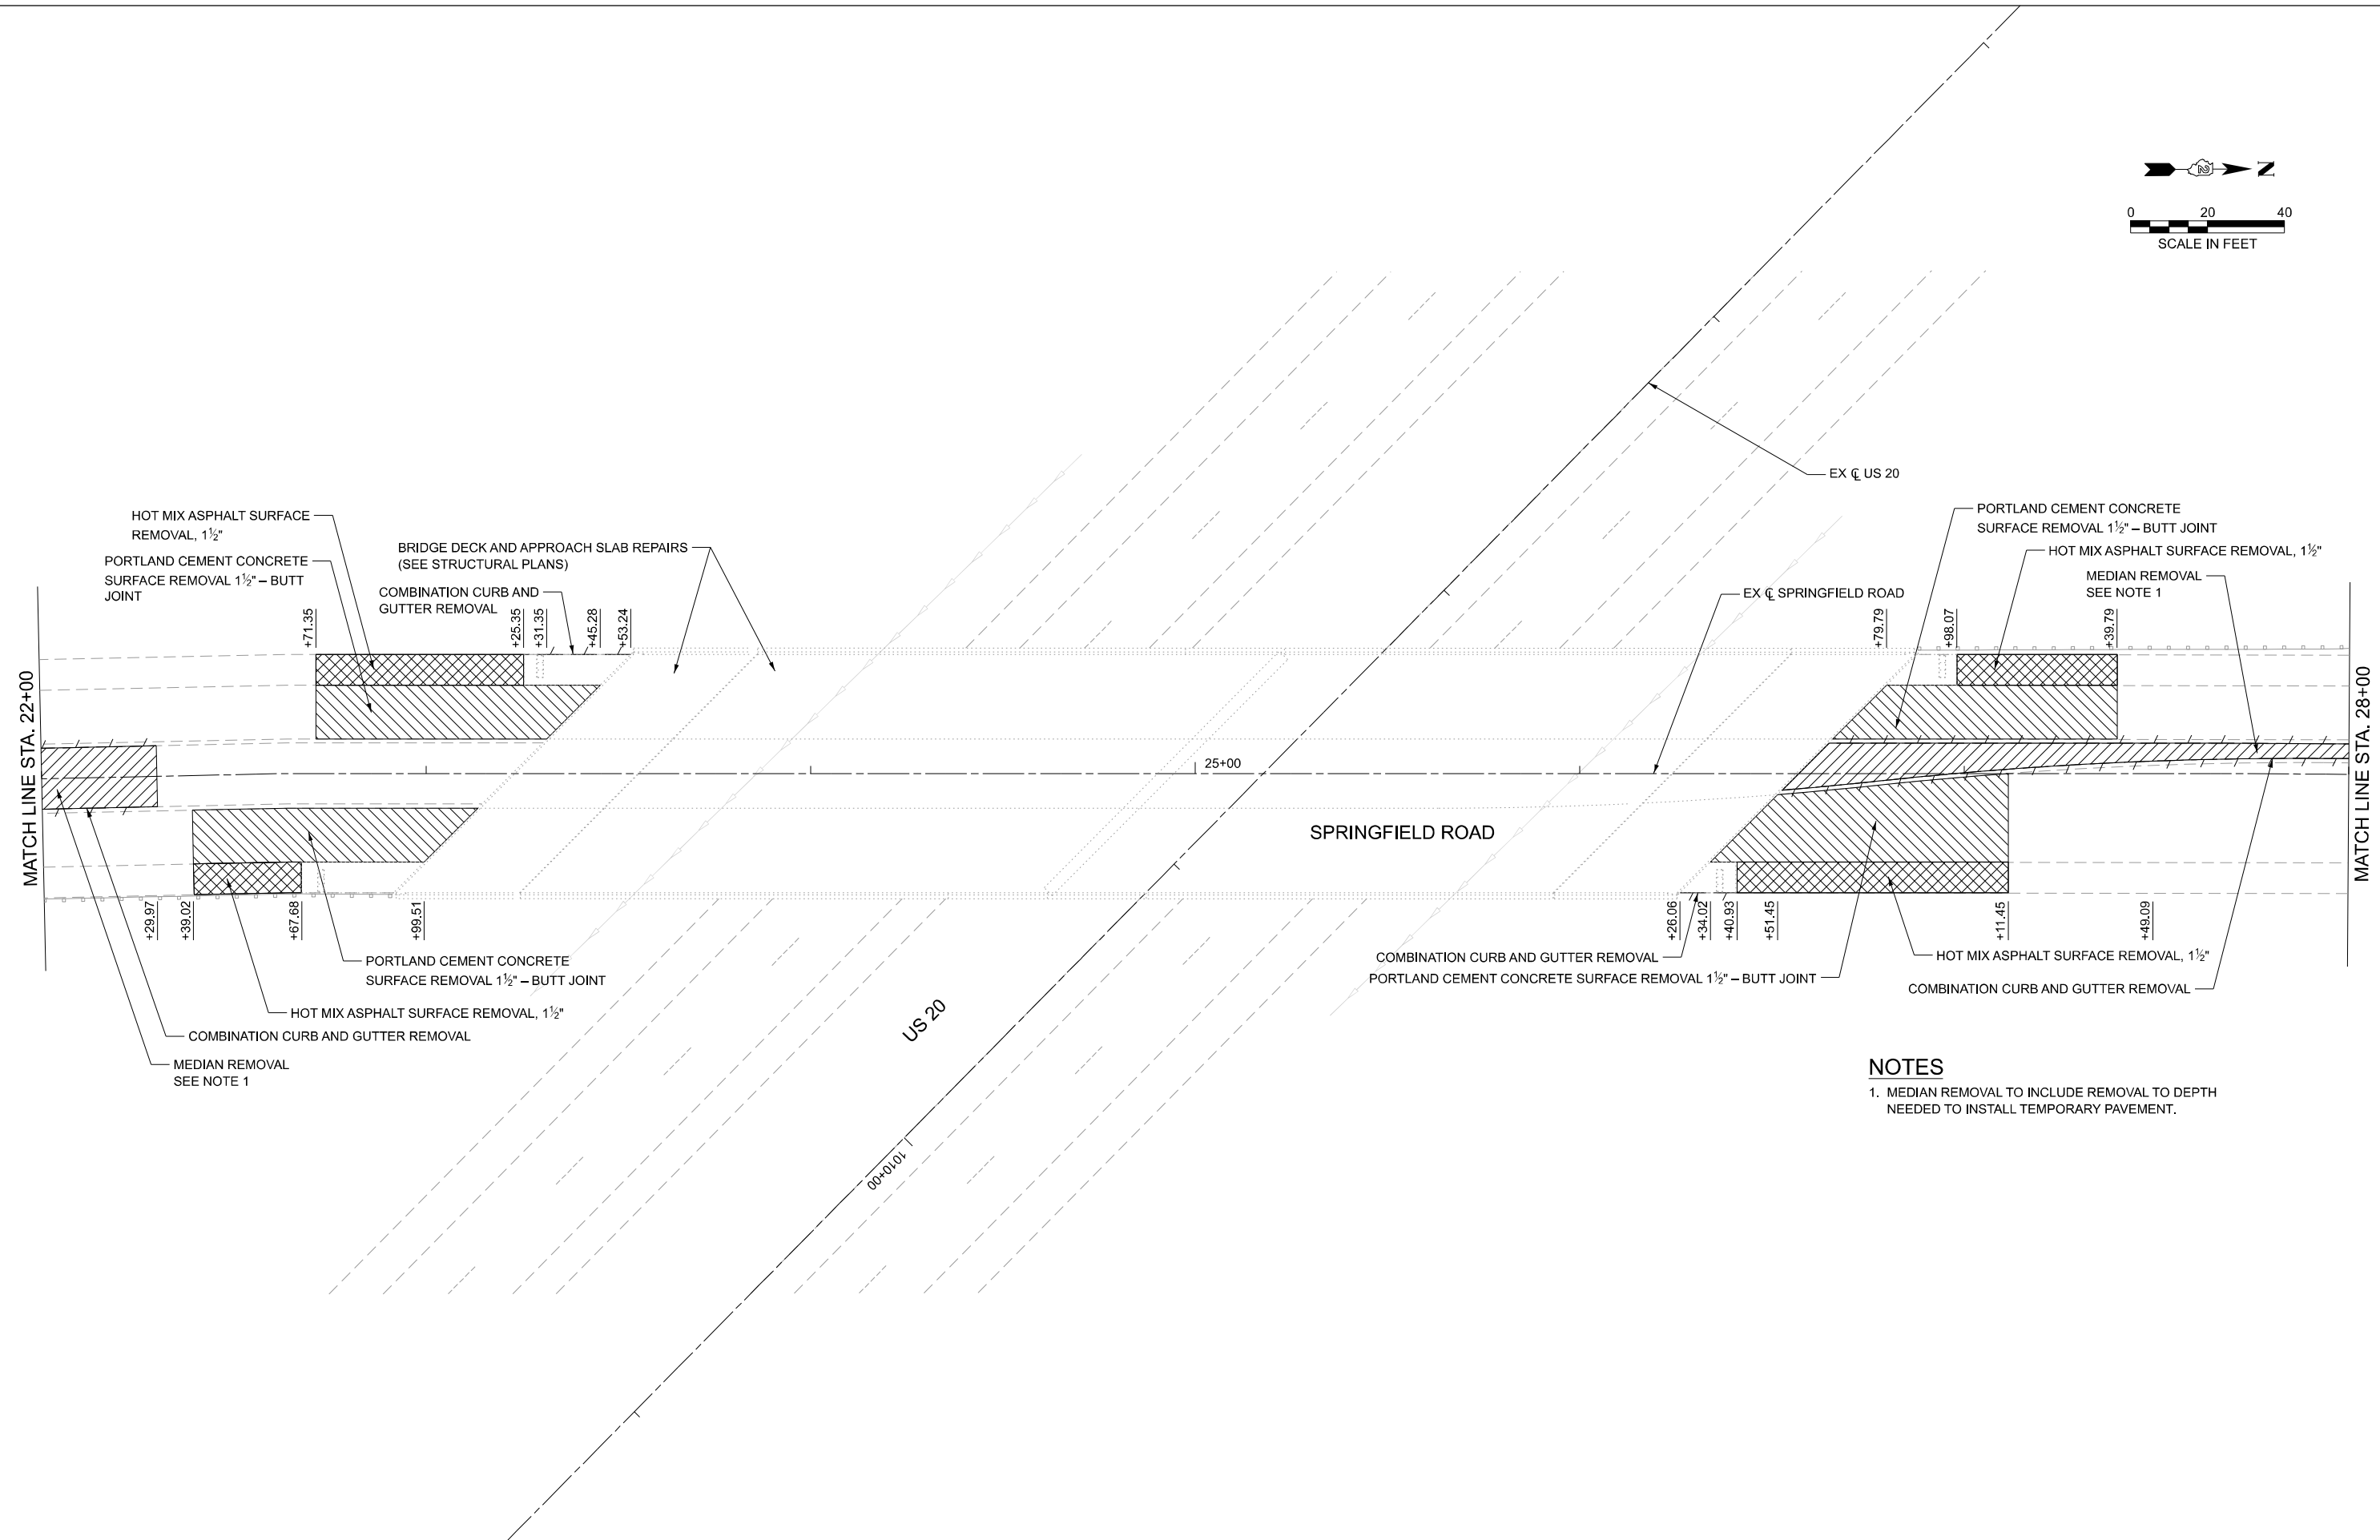 N
0 20 40
SCALE IN FEET
EX ℄ US 20
HOT MIX ASPHALT SURFACE
REMOVAL, 1½"
PORTLAND CEMENT CONCRETE
SURFACE REMOVAL 1½" – BUTT
JOINT
BRIDGE DECK AND APPROACH SLAB REPAIRS
(SEE STRUCTURAL PLANS)
COMBINATION CURB AND
GUTTER REMOVAL
PORTLAND CEMENT CONCRETE
SURFACE REMOVAL 1½" – BUTT JOINT
HOT MIX ASPHALT SURFACE REMOVAL, 1½"
MEDIAN REMOVAL
SEE NOTE 1
EX ℄ SPRINGFIELD ROAD
+71.35
+25.35
+31.35
+45.28
+53.24
+79.79
+98.07
+39.79
MATCH LINE STA. 22+00
25+00
SPRINGFIELD ROAD
MATCH LINE STA. 28+00
+29.97
+39.02
+67.68
+99.51
+26.06
+34.02
+40.93
+51.45
+11.45
+49.09
PORTLAND CEMENT CONCRETE
SURFACE REMOVAL 1½" – BUTT JOINT
HOT MIX ASPHALT SURFACE REMOVAL, 1½"
COMBINATION CURB AND GUTTER REMOVAL
MEDIAN REMOVAL
SEE NOTE 1
COMBINATION CURB AND GUTTER REMOVAL
PORTLAND CEMENT CONCRETE SURFACE REMOVAL 1½" – BUTT JOINT
HOT MIX ASPHALT SURFACE REMOVAL, 1½"
COMBINATION CURB AND GUTTER REMOVAL
US 20
1010+00
NOTES
1. MEDIAN REMOVAL TO INCLUDE REMOVAL TO DEPTH
NEEDED TO INSTALL TEMPORARY PAVEMENT.